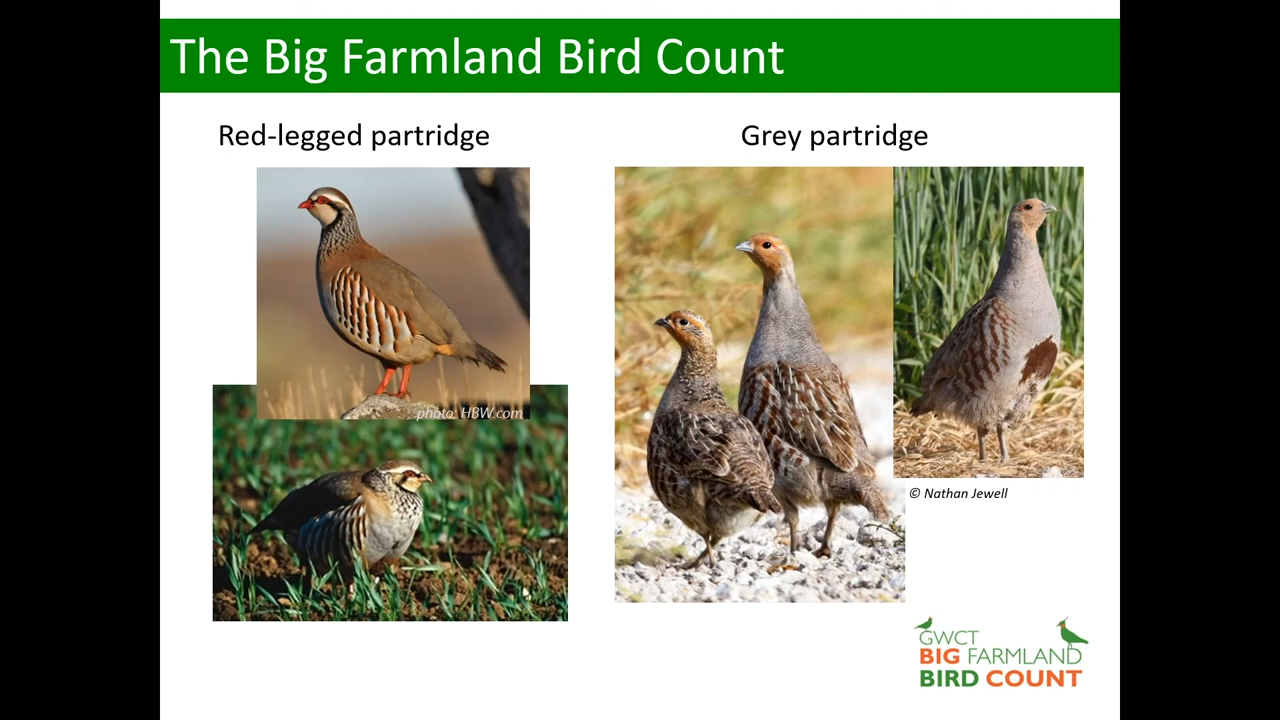 The Big Farmland Bird Count
Red-legged partridge
Grey partridge
photo: HBW.com
© Nathan Jewell
GWCT
BIG FARMLAND
BIRD COUNT